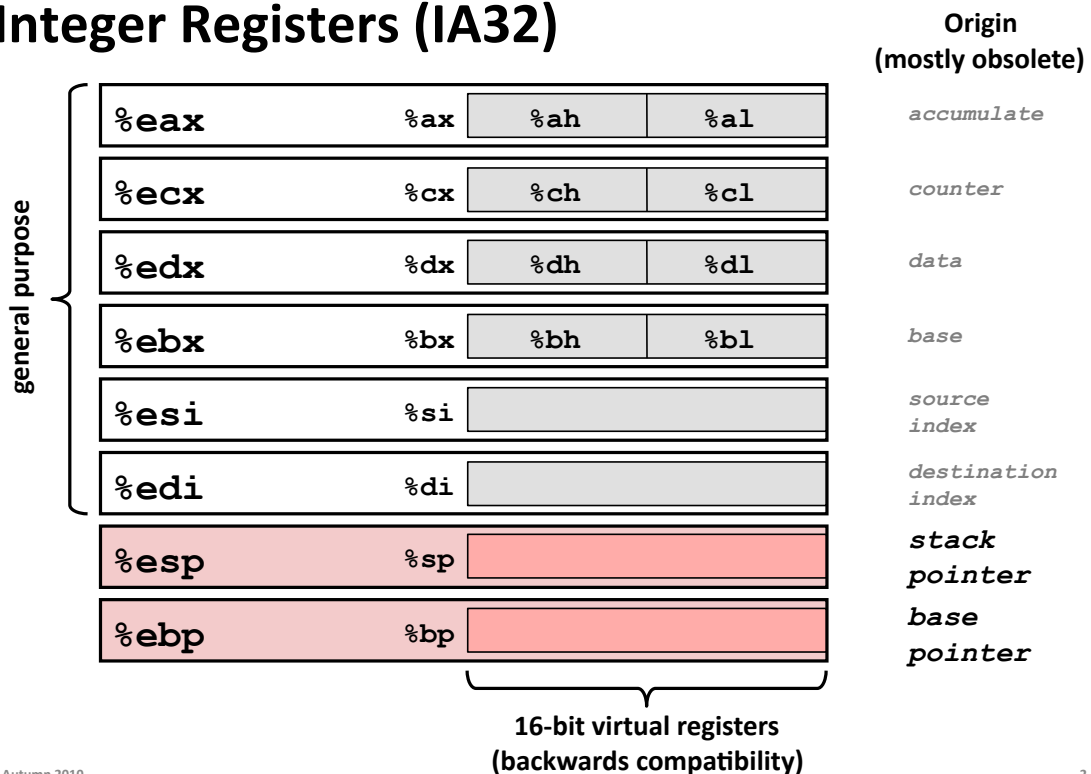 Integer Registers (IA32)
Origin
(mostly obsolete)
general purpose
%eax %ax %ah %al accumulate
%ecx %cx %ch %cl counter
%edx %dx %dh %dl data
%ebx %bx %bh %bl base
%esi %si source
index
%edi %di destination
index
%esp %sp stack
pointer
%ebp %bp base
pointer
16-bit virtual registers
(backwards compatibility)